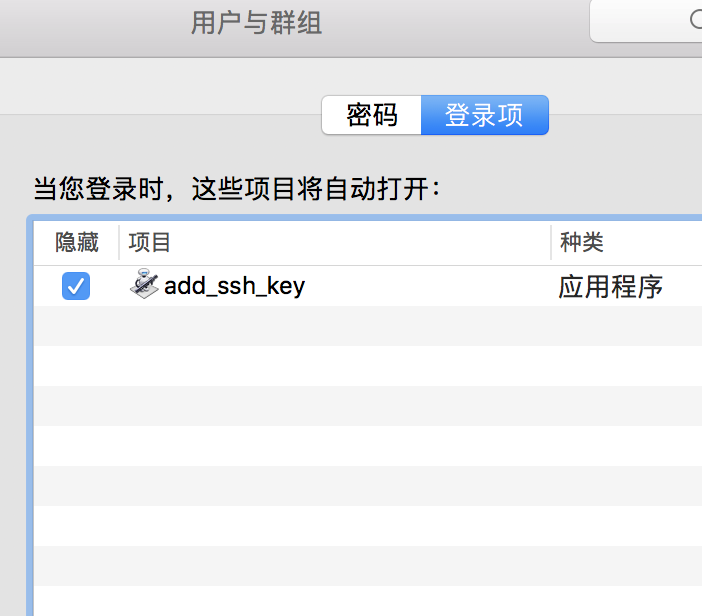 用户与群组
密码 登录项
当您登录时，这些项目将自动打开：
隐藏 项目 种类
add_ssh_key 应用程序